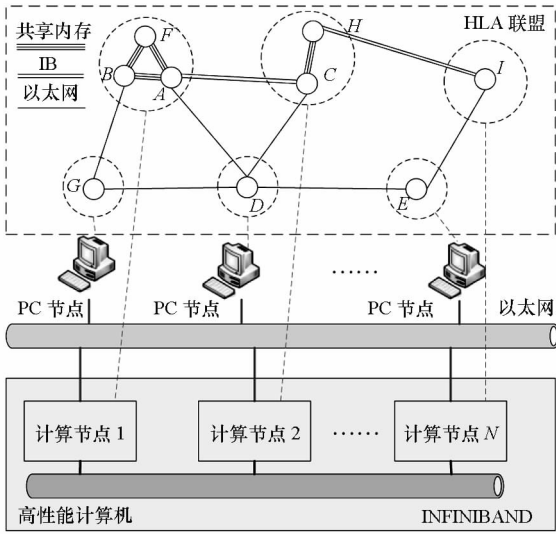 共享内存
IB
以太网
HLA 联盟
F
B
A
H
C
I
G
D
E
······
PC 节点
PC 节点
PC 节点
以太网
计算节点 1
计算节点 2
······
计算节点 N
高性能计算机
INFINIBAND